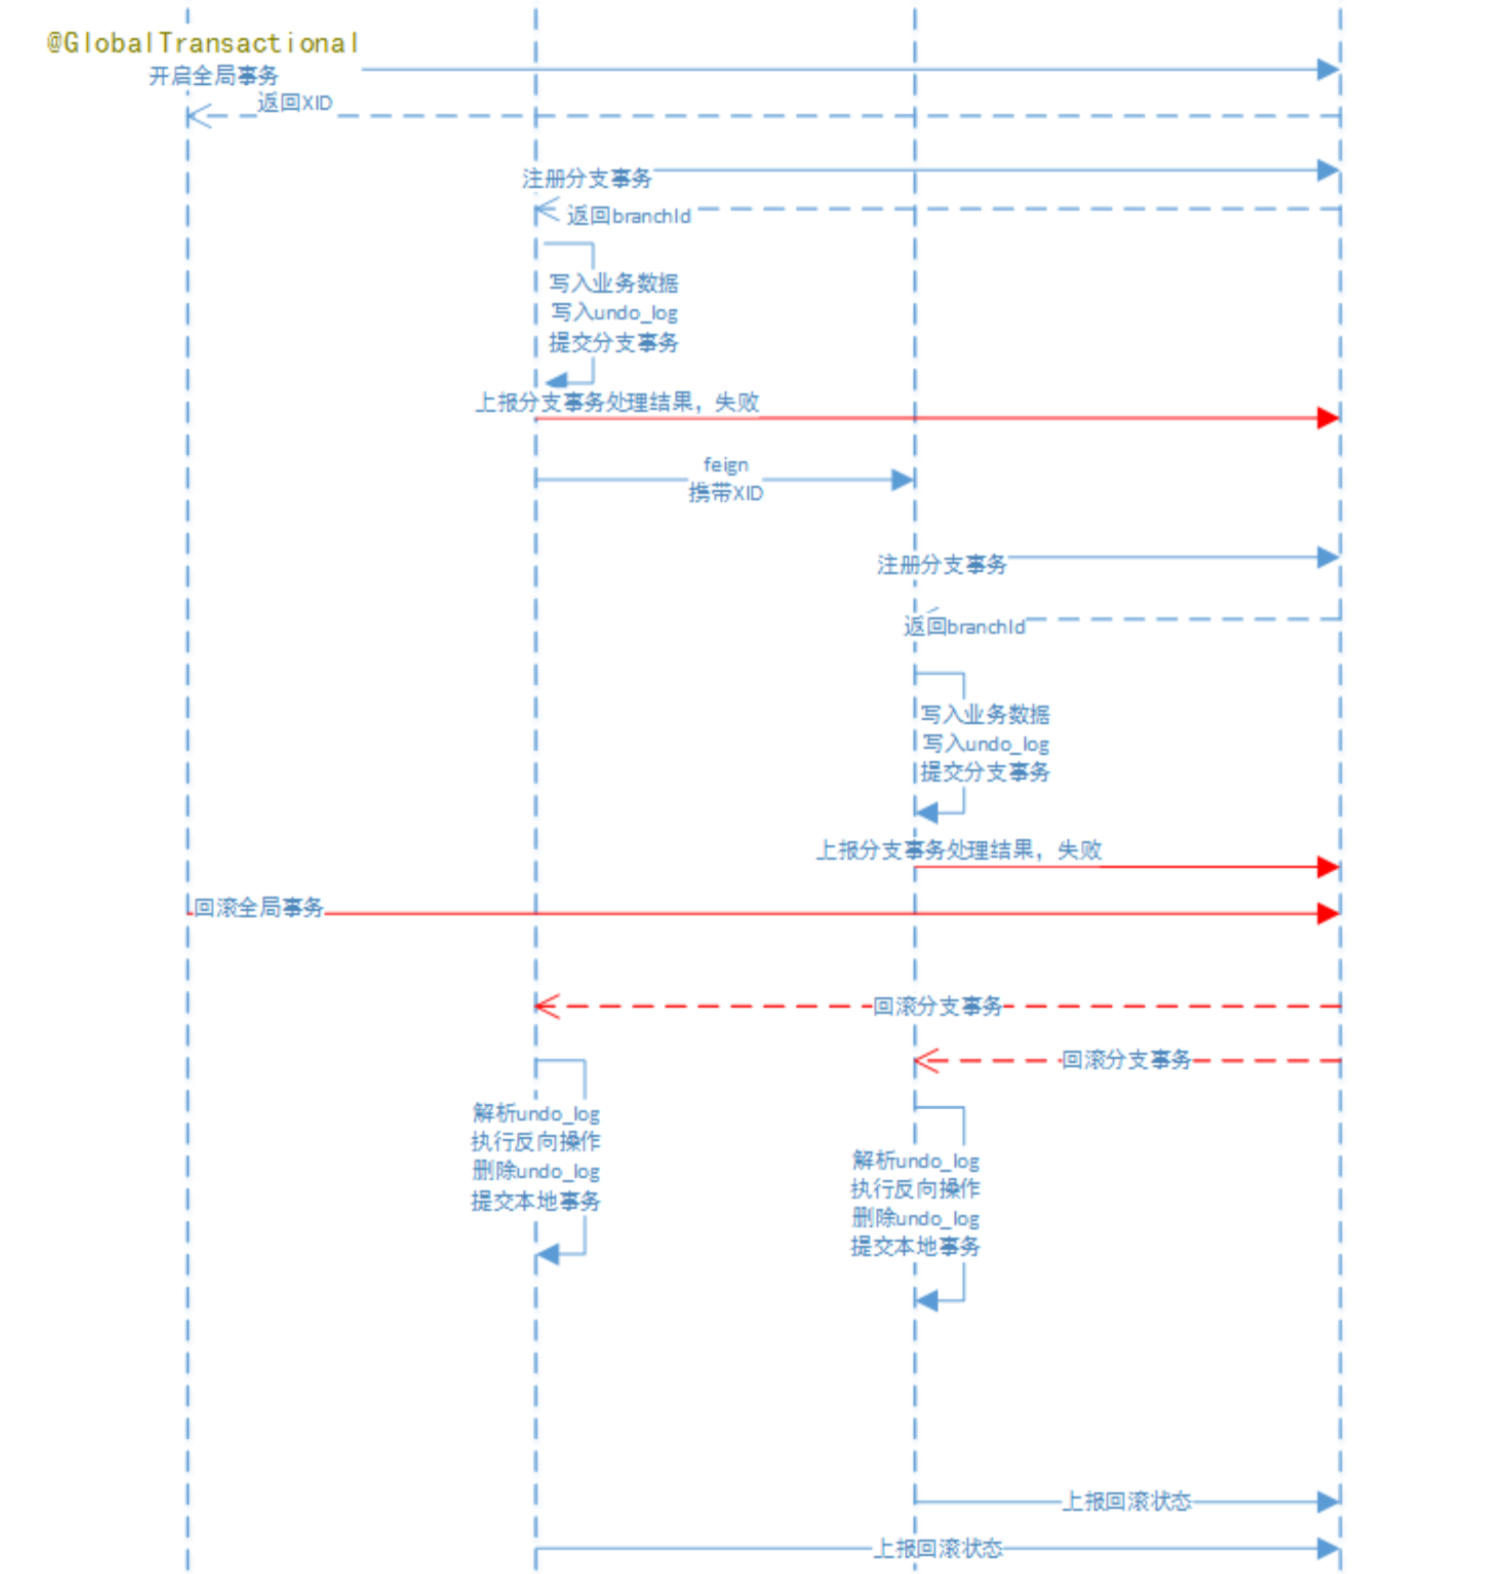 @GlobalTransactional
开启全局事务
返回XID
注册分支事务
返回branchId
写入业务数据
写入undo_log
提交分支事务
上报分支事务处理结果，失败
feign
携带XID
注册分支事务
返回branchId
写入业务数据
写入undo_log
提交分支事务
上报分支事务处理结果，失败
回滚全局事务
回滚分支事务
回滚分支事务
解析undo_log
执行反向操作
删除undo_log
提交本地事务
解析undo_log
执行反向操作
删除undo_log
提交本地事务
上报回滚状态
上报回滚状态